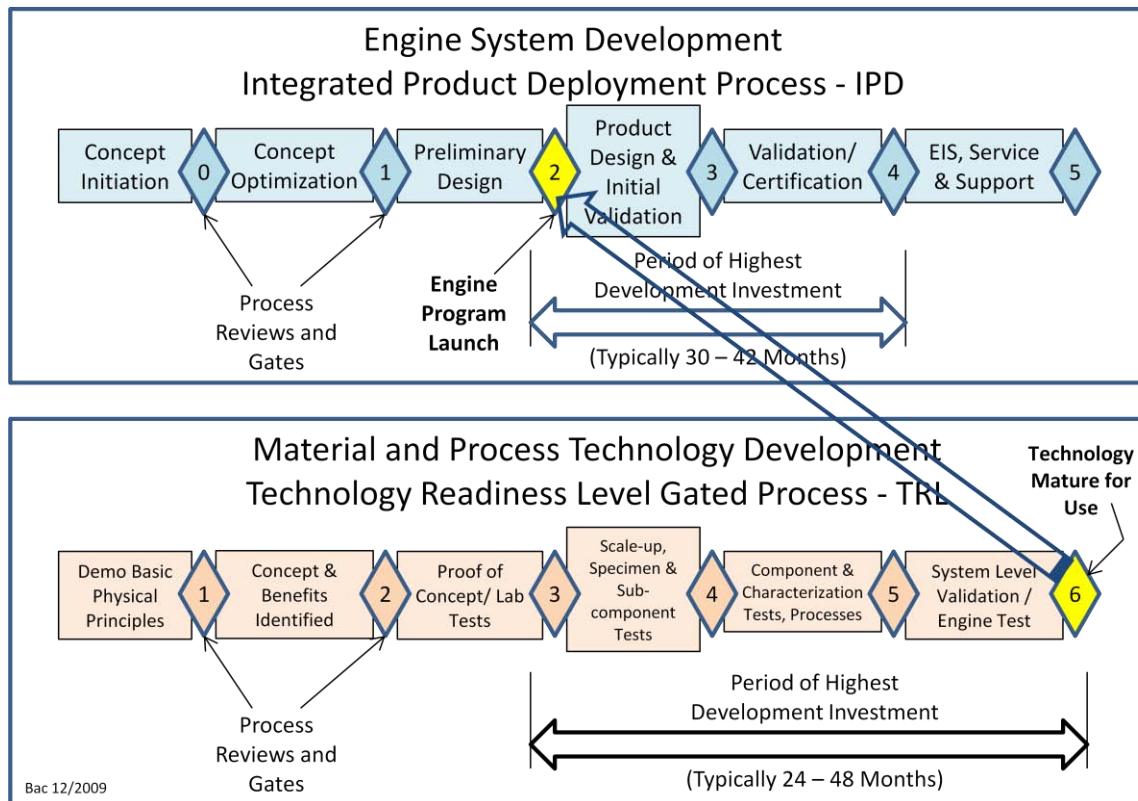 Engine System Development
Integrated Product Deployment Process - IPD
Concept
Initiation
0
Concept
Optimization
1
Preliminary
Design
2
Product
Design &
Initial
Validation
3
Validation/
Certification
4
EIS, Service
& Support
5
Process
Reviews and
Gates
Engine
Program
Launch
Period of Highest
Development Investment
(Typically 30 – 42 Months)
Material and Process Technology Development
Technology Readiness Level Gated Process - TRL
Technology
Mature for
Use
Demo Basic
Physical
Principles
1
Concept &
Benefits
Identified
2
Proof of
Concept/ Lab
Tests
3
Scale-up,
Specimen &
Sub-
component
Tests
4
Component &
Characterization
Tests, Processes
5
System Level
Validation /
Engine Test
6
Process
Reviews and
Gates
Period of Highest
Development Investment
(Typically 24 – 48 Months)
Bac 12/2009